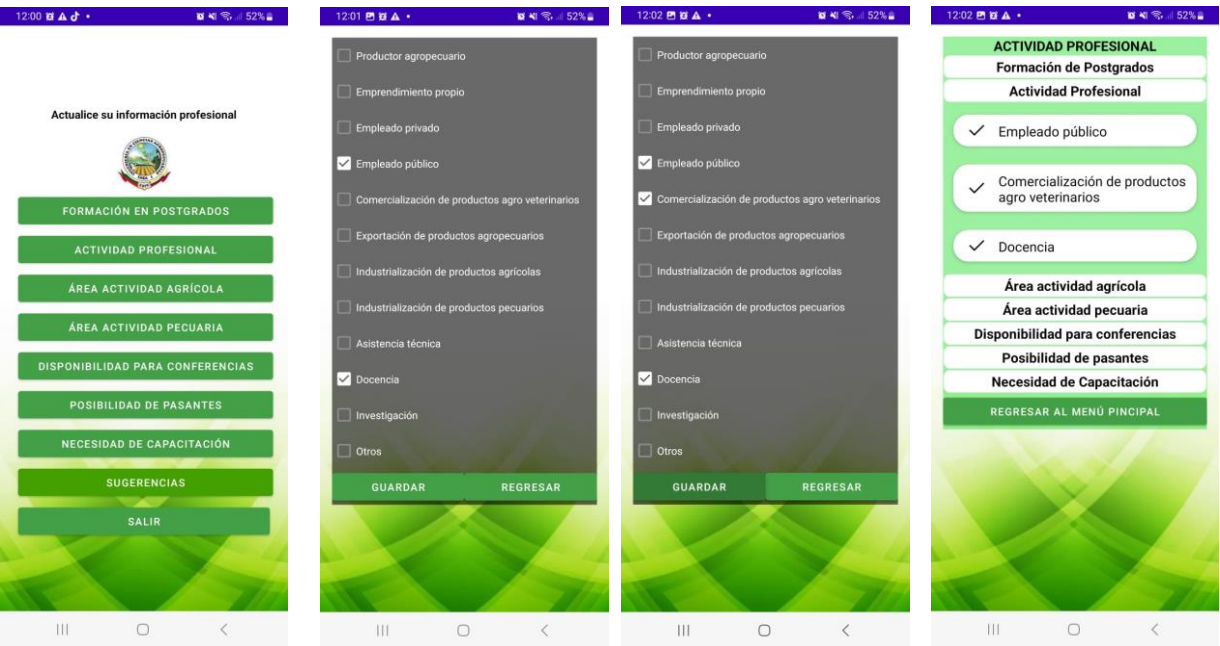 12:00
52%
Actualice su información profesional
FORMACIÓN EN POSTGRADOS
ACTIVIDAD PROFESIONAL
ÁREA ACTIVIDAD AGRÍCOLA
ÁREA ACTIVIDAD PECUARIA
DISPONIBILIDAD PARA CONFERENCIAS
POSIBILIDAD DE PASANTES
NECESIDAD DE CAPACITACIÓN
SUGERENCIAS
SALIR
12:01
52%
Productor agropecuario
Emprendimiento propio
Empleado privado
Empleado público
Comercialización de productos agro veterinarios
Exportación de productos agropecuarios
Industrialización de productos agrícolas
Industrialización de productos pecuarios
Asistencia técnica
Docencia
Investigación
Otros
GUARDAR REGRESAR
12:02
52%
Productor agropecuario
Emprendimiento propio
Empleado privado
Empleado público
Comercialización de productos agro veterinarios
Exportación de productos agropecuarios
Industrialización de productos agrícolas
Industrialización de productos pecuarios
Asistencia técnica
Docencia
Investigación
Otros
GUARDAR REGRESAR
12:02
52%
ACTIVIDAD PROFESIONAL
Formación de Postgrados
Actividad Profesional
Empleado público
Comercialización de productos
agro veterinarios
Docencia
Área actividad agrícola
Área actividad pecuaria
Disponibilidad para conferencias
Posibilidad de pasantes
Necesidad de Capacitación
REGRESAR AL MENÚ PINCIPAL